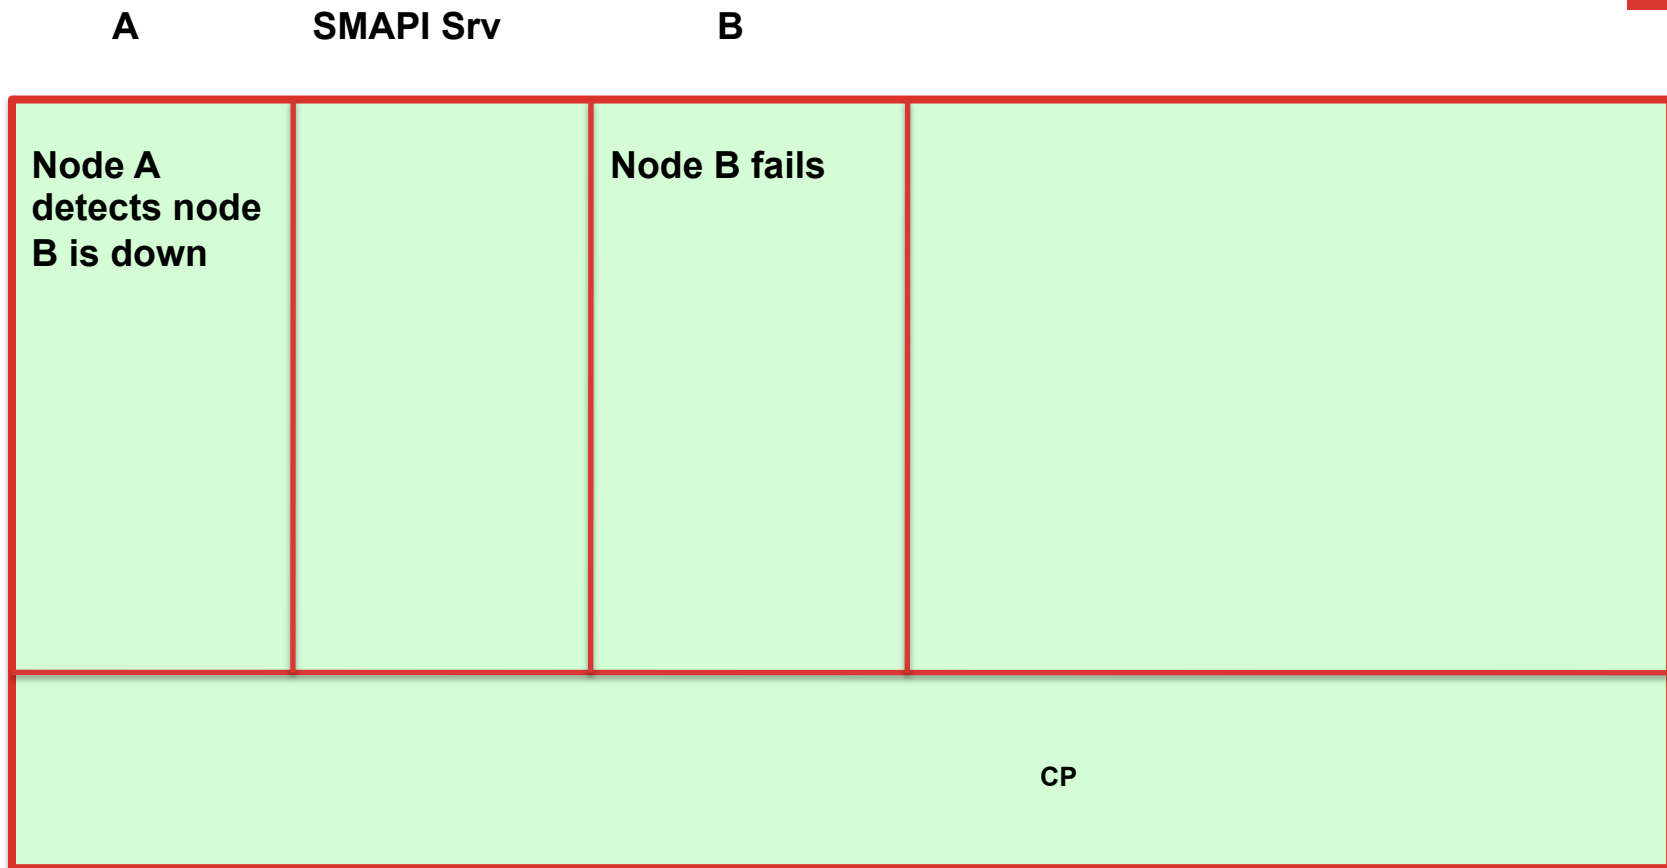 A
SMAPI Srv
B
Node A
detects node
B is down
Node B fails
CP